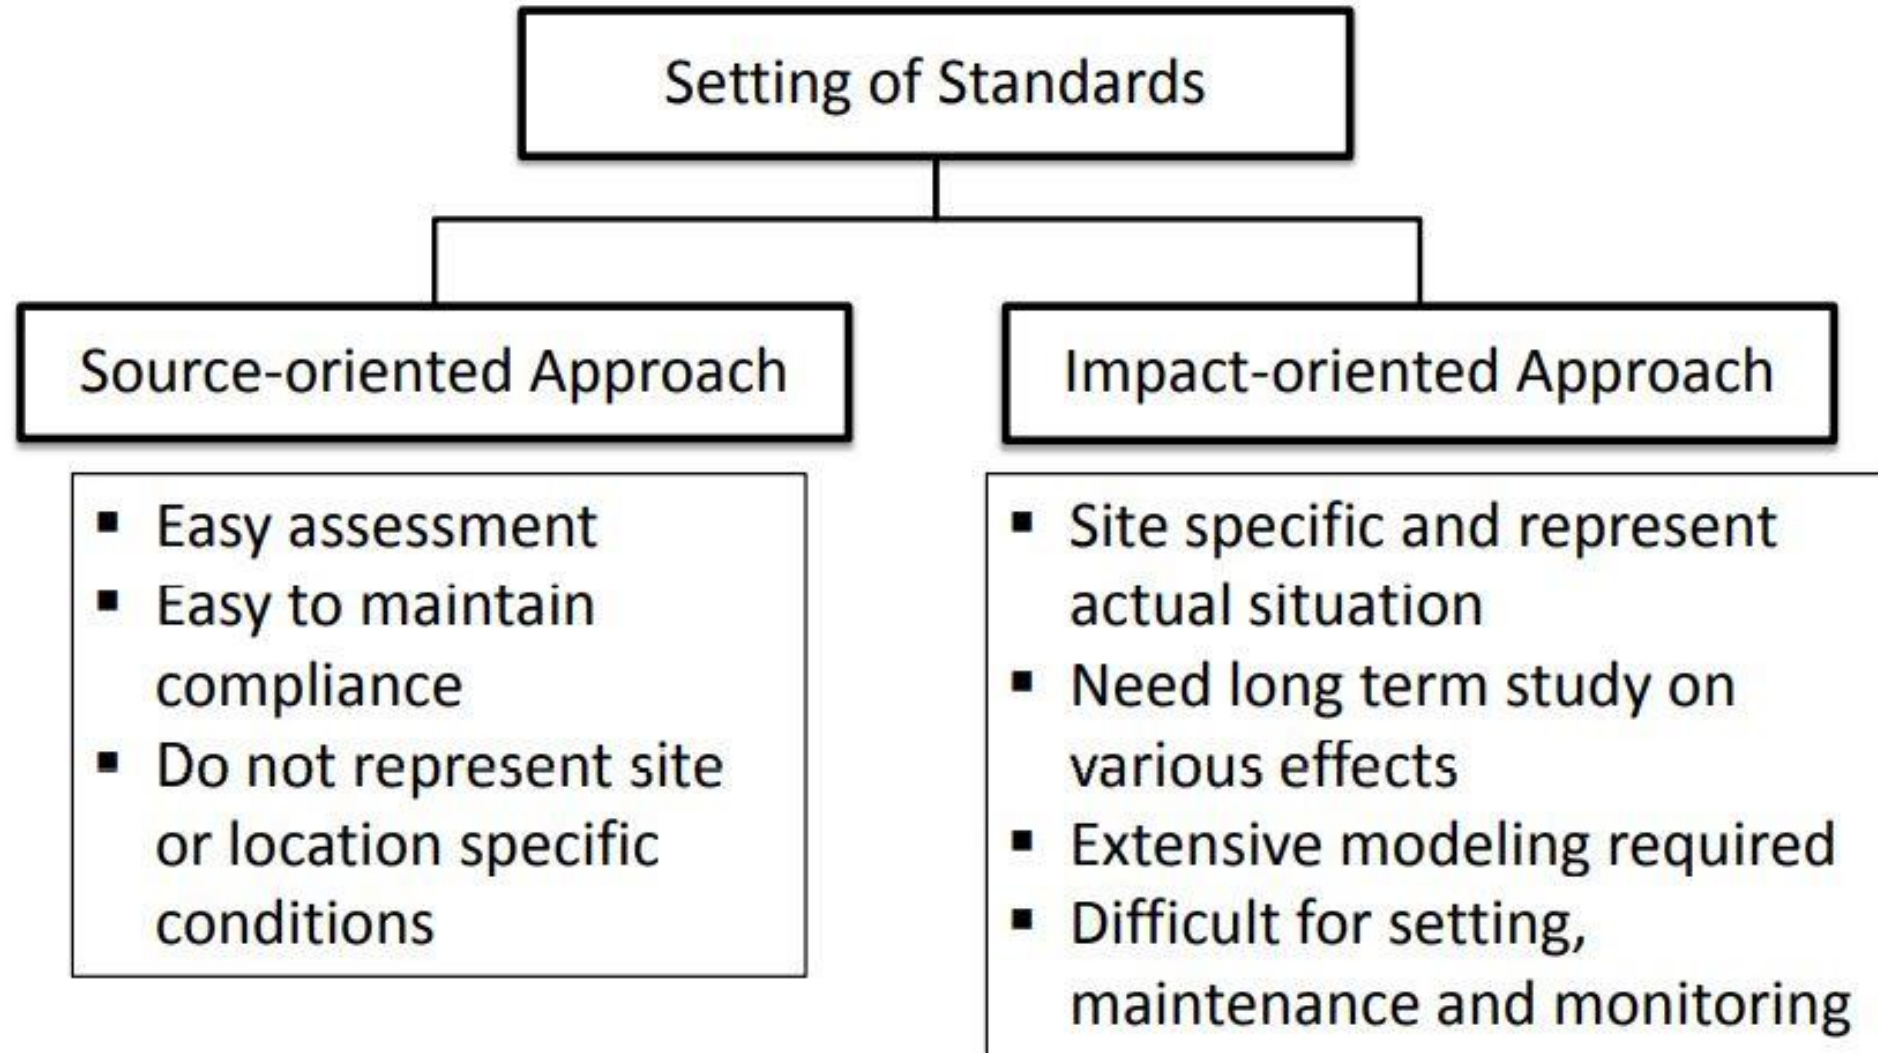 Setting of Standards
Source-oriented Approach
▪ Easy assessment
▪ Easy to maintain
compliance
▪ Do not represent site
or location specific
conditions
Impact-oriented Approach
▪ Site specific and represent
actual situation
▪ Need long term study on
various effects
▪ Extensive modeling required
▪ Difficult for setting,
maintenance and monitoring